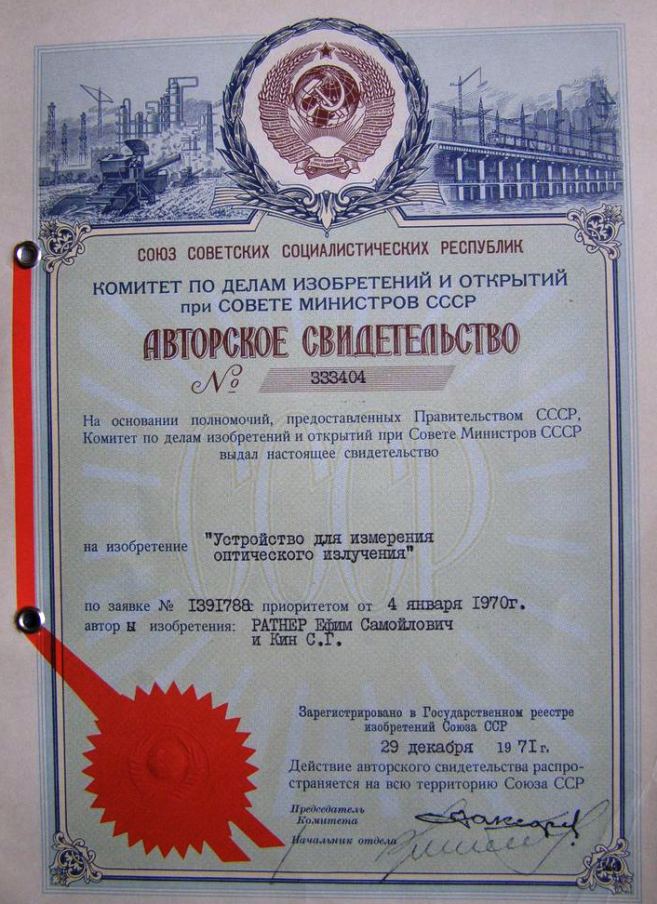 СОЮЗ СОВЕТСКИХ СОЦИАЛИСТИЧЕСКИХ РЕСПУБЛИК
КОМИТЕТ ПО ДЕЛАМ ИЗОБРЕТЕНИЙ И ОТКРЫТИЙ
при СОВЕТЕ МИНИСТРОВ СССР
АВТОРСКОЕ СВИДЕТЕЛЬСТВО
№ 333404
На основании полномочий, предоставленных Правительством СССР,
Комитет по делам изобретений и открытий при Совете Министров СССР
выдал настоящее свидетельство
СССР
на изобретение "Устройство для измерения
оптического излучения"
по заявке № 1391788 с приоритетом от 4 января 1970г.
автор ы изобретения: РАТНЕР Ефим Самойлович
и Кин С.Г.
Зарегистрировано в Государственном реестре
изобретений Союза ССР
29 декабря 1971 г.
Действие авторского свидетельства распро-
страняется на всю территорию Союза ССР
Председатель
Комитета
Начальник отдела